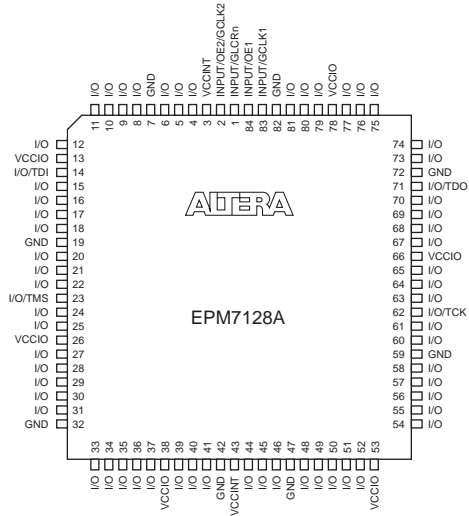 I/O I/O I/O I/O GND I/O I/O I/O VCCINT INPUT/OE2/GCLK2 INPUT/GLCRn INPUT/OE1 INPUT/GCLK1 GND I/O I/O I/O VCCIO I/O I/O I/O
11 10 9 8 7 6 5 4 3 2 1 84 83 82 81 80 79 78 77 76 75
I/O 12 74 I/O
VCCIO 13 73 I/O
I/O/TDI 14 72 GND
I/O 15 71 I/O/TDO
I/O 16 70 I/O
I/O 17 69 I/O
I/O 18 68 I/O
GND 19 67 I/O
I/O 20 66 VCCIO
I/O 21 65 I/O
I/O 22 64 I/O
I/O/TMS 23 63 I/O
I/O 24 62 I/O/TCK
I/O 25 61 I/O
VCCIO 26 60 I/O
I/O 27 59 GND
I/O 28 58 I/O
I/O 29 57 I/O
I/O 30 56 I/O
I/O 31 55 I/O
GND 32 54 I/O
ALTERA
EPM7128A
33 34 35 36 37 38 39 40 41 42 43 44 45 46 47 48 49 50 51 52 53
I/O I/O I/O I/O I/O VCCIO I/O I/O I/O GND VCCINT I/O I/O I/O GND I/O I/O I/O I/O I/O VCCIO